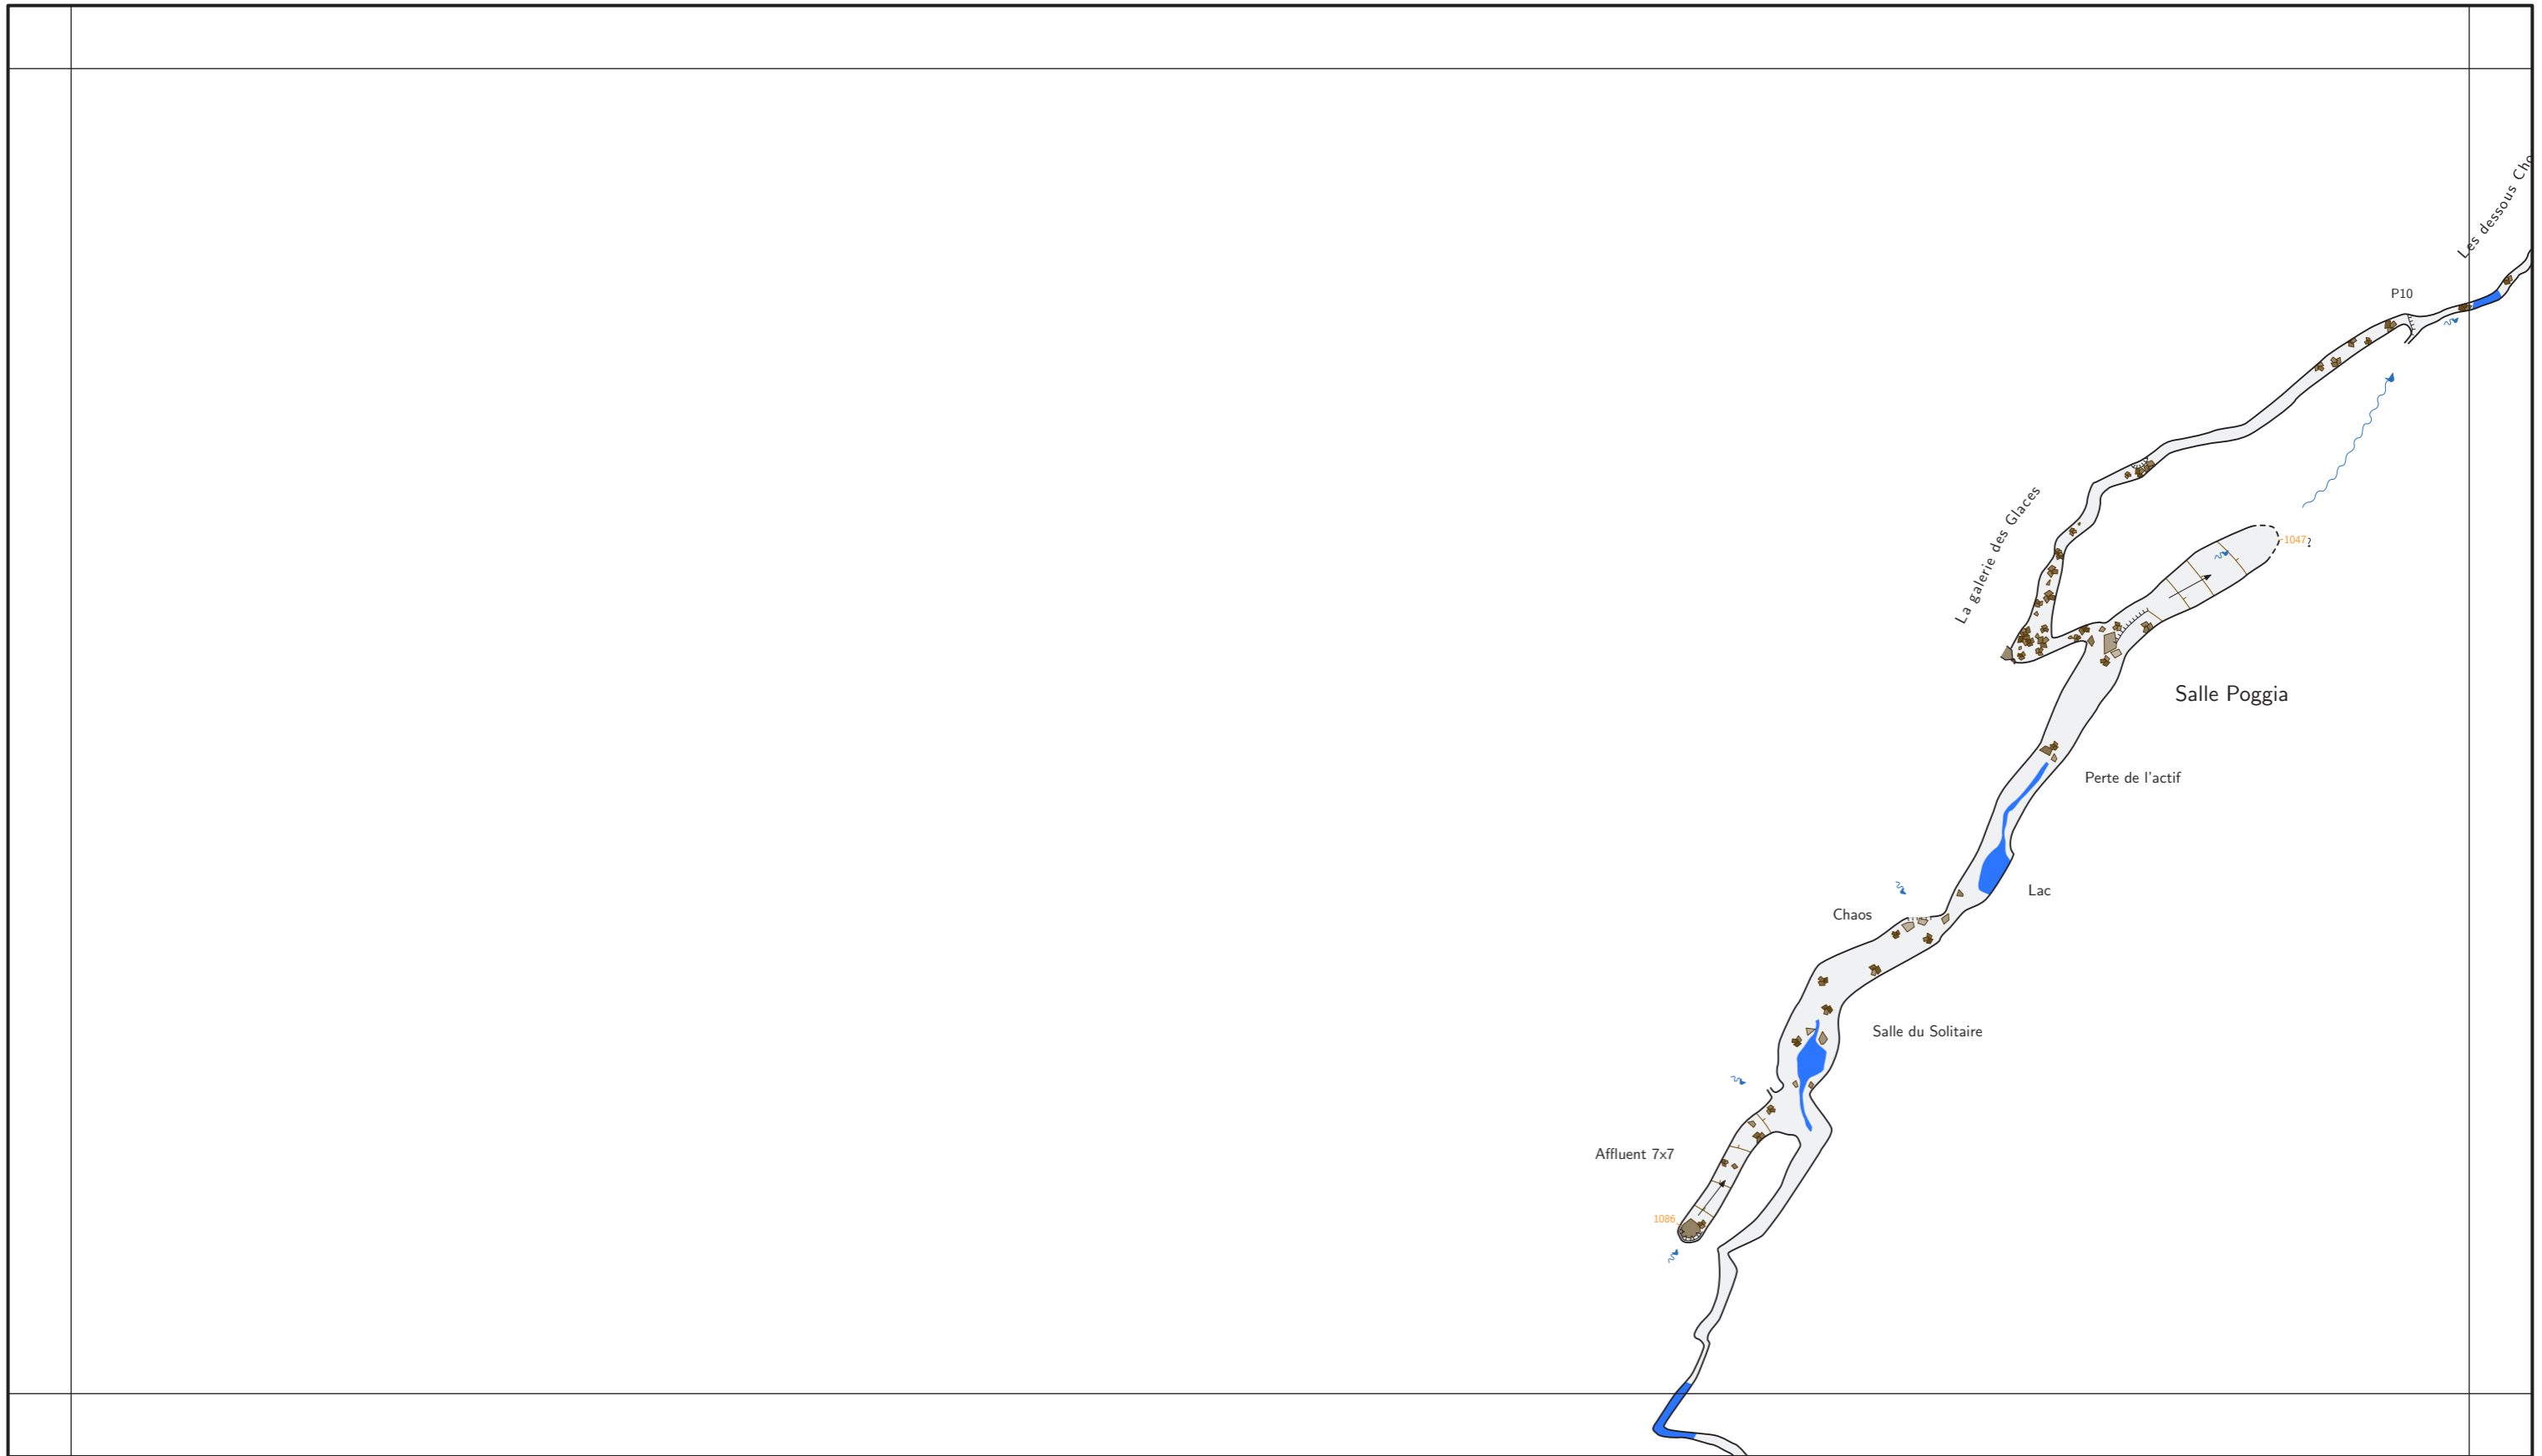 Les dessous Cho
P10
La galerie des Glaces
1047?
Salle Poggia
Perte de l'actif
Lac
Chaos
Salle du Solitaire
Affluent 7x7
1086